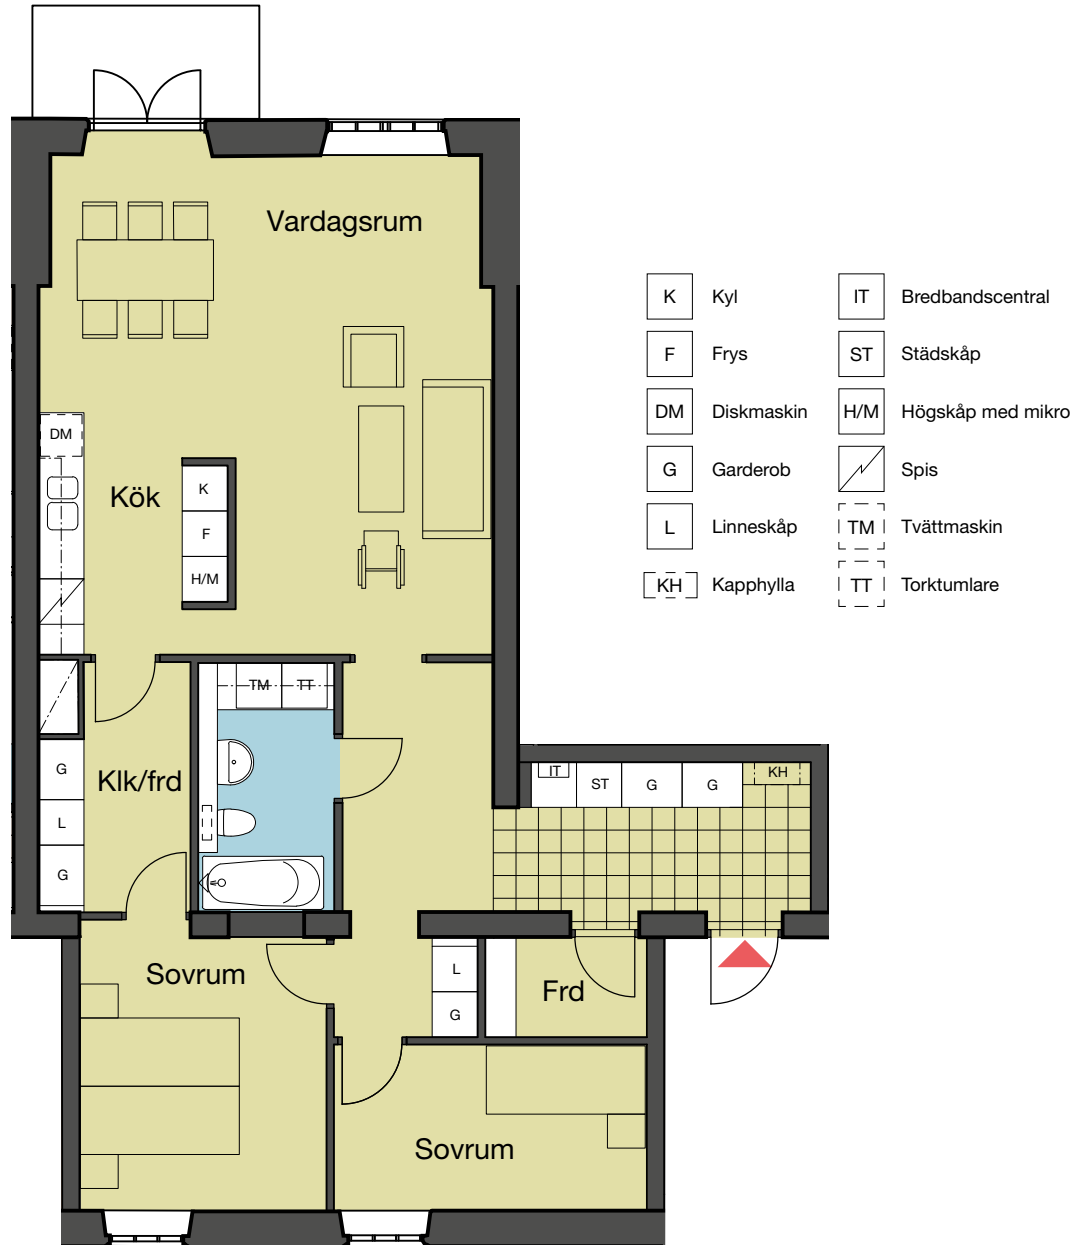 Vardagsrum
K Kyl
IT Bredbandscentral
F Frys
ST Städskåp
DM Diskmaskin
H/M Högskåp med mikro
G Garderob
Spis
L Linneskåp
TM Tvättmaskin
KH Kapphylla
TT Torktumlare
DM
Kök
K
F
H/M
TM TT
G
Klk/frd
L
G
IT
ST
G
G
KH
Sovrum
L
G
Frd
Sovrum